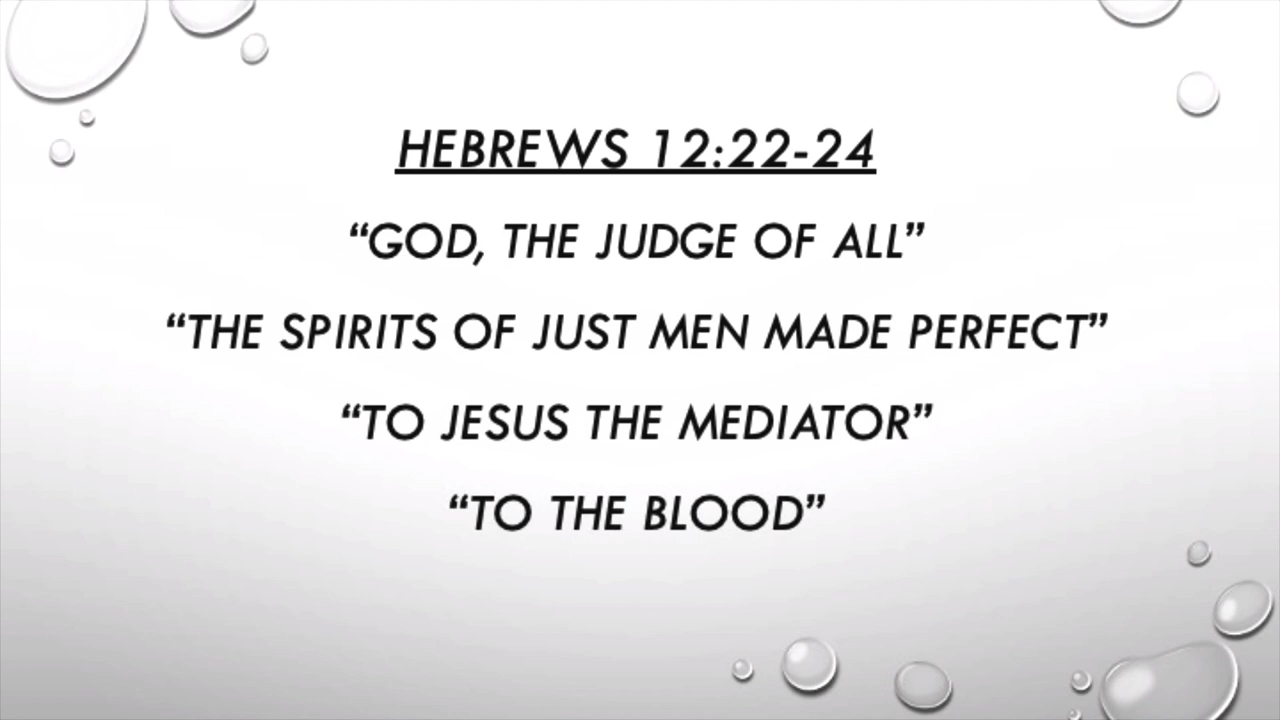 HEBREWS 12:22-24
“GOD, THE JUDGE OF ALL”
“THE SPIRITS OF JUST MEN MADE PERFECT”
“TO JESUS THE MEDIATOR”
“TO THE BLOOD”